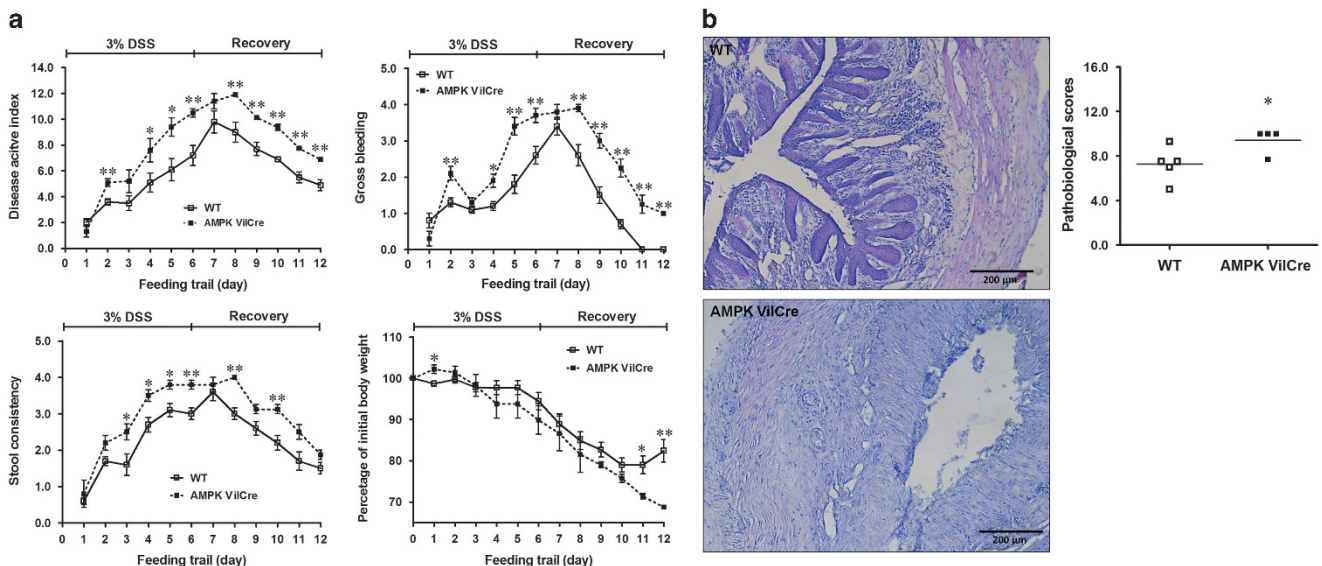 a
3% DSS Recovery
14.0
12.0
10.0
8.0
6.0
4.0
2.0
0.0
Disease acitve index
* * ** * ** ** ** ** ** **
WT
AMPK VilCre
0 1 2 3 4 5 6 7 8 9 10 11 12
Feeding trail (day)
3% DSS Recovery
5.0
4.0
3.0
2.0
1.0
0.0
Gross bleeding
WT
AMPK VilCre
** * ** ** ** ** ** ** **
0 1 2 3 4 5 6 7 8 9 10 11 12
Feeding trail (day)
3% DSS Recovery
5.0
4.0
3.0
2.0
1.0
0.0
Stool consistency
* * * ** ** **
WT
AMPK VilCre
0 1 2 3 4 5 6 7 8 9 10 11 12
Feeding trail (day)
3% DSS Recovery
110
100
90
80
70
Percetage of initial body weight
WT
AMPK VilCre
* * **
0 1 2 3 4 5 6 7 8 9 10 11 12
Feeding trail (day)
b
WT
200 µm
AMPK VilCre
200 µm
16.0
12.0
8.0
4.0
0.0
Pathobiological scores
*
WT AMPK VilCre